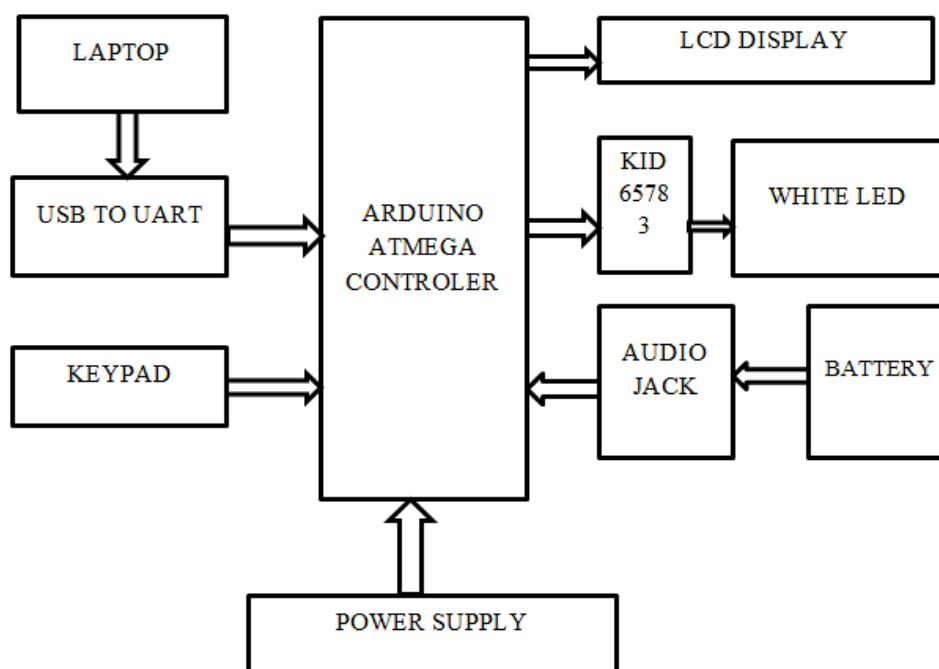 LAPTOP
LCD DISPLAY
USB TO UART
ARDUINO
ATMEGA
CONTROLER
KID
6578
3
WHITE LED
KEYPAD
AUDIO
JACK
BATTERY
POWER SUPPLY